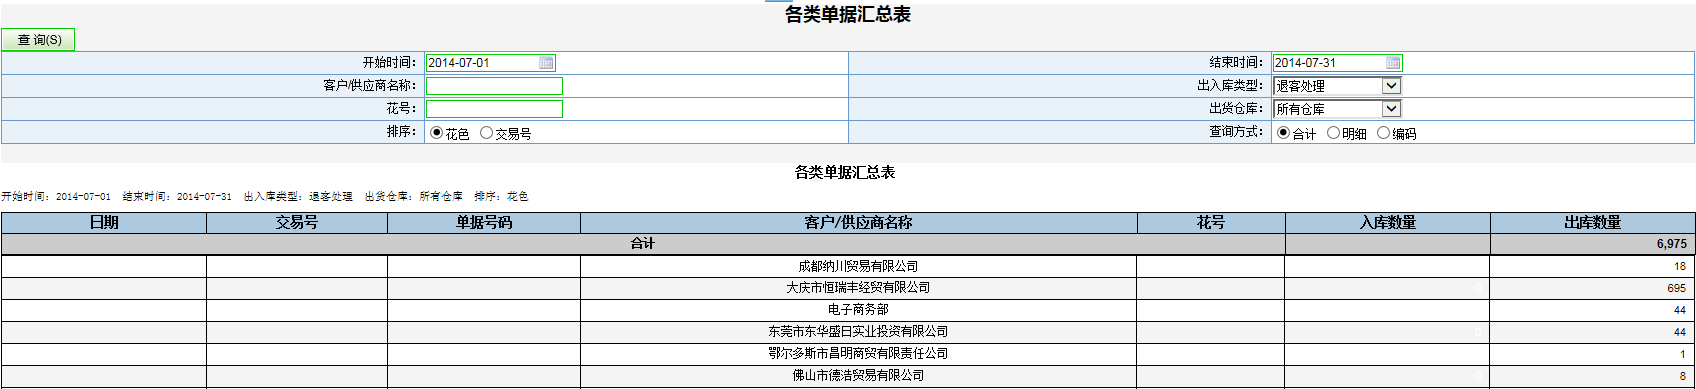 各类单据汇总表
查 询(S)
开始时间： 2014-07-01 结束时间： 2014-07-31
客户/供应商名称： 出入库类型： 退客处理
花号： 出货仓库： 所有仓库
排序： 花色 交易号 查询方式： 合计 明细 编码
各类单据汇总表
开始时间：2014-07-01 结束时间：2014-07-31 出入库类型：退客处理 出货仓库：所有仓库 排序：花色
日期 交易号 单据号码 客户/供应商名称 花号 入库数量 出库数量
合计 6,975
成都纳川贸易有限公司 18
大庆市恒瑞丰经贸有限公司 0 695
电子商务部 44
东莞市东华盛日实业投资有限公司 0 44
鄂尔多斯市昌明商贸有限责任公司 1
佛山市德浩贸易有限公司 0 8